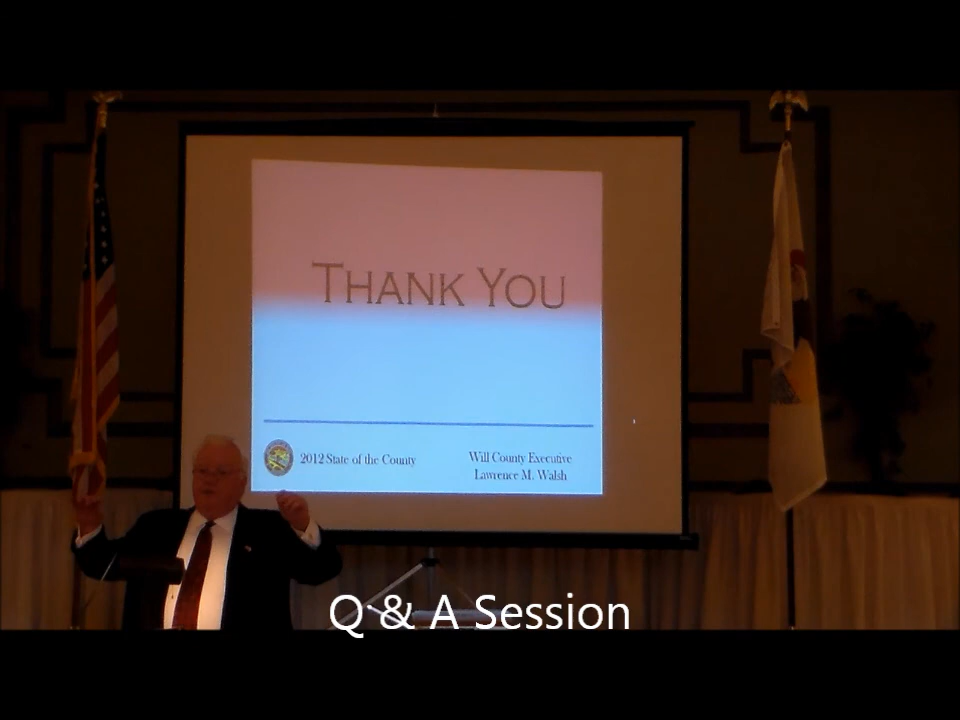 THANK YOU
2012 State of the County
Will County Executive
Lawrence M. Walsh
Q & A Session